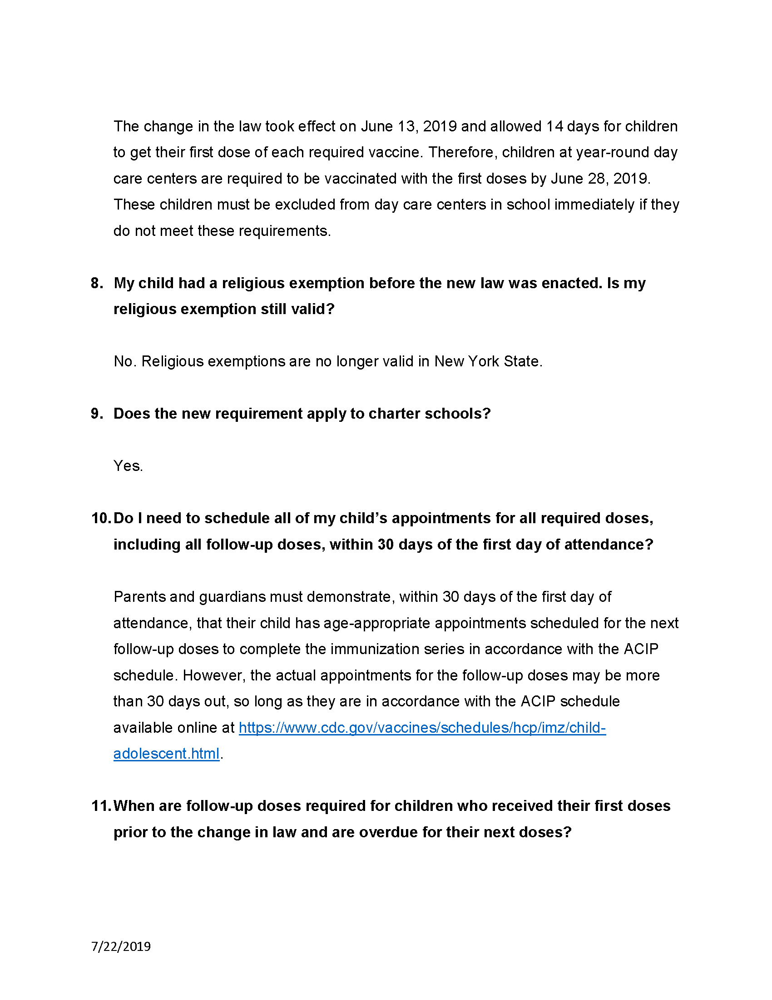 The change in the law took effect on June 13, 2019 and allowed 14 days for children
to get their first dose of each required vaccine. Therefore, children at year-round day
care centers are required to be vaccinated with the first doses by June 28, 2019.
These children must be excluded from day care centers in school immediately if they
do not meet these requirements.
8. My child had a religious exemption before the new law was enacted. Is my
religious exemption still valid?
No. Religious exemptions are no longer valid in New York State.
9. Does the new requirement apply to charter schools?
Yes.
10. Do I need to schedule all of my child’s appointments for all required doses,
including all follow-up doses, within 30 days of the first day of attendance?
Parents and guardians must demonstrate, within 30 days of the first day of
attendance, that their child has age-appropriate appointments scheduled for the next
follow-up doses to complete the immunization series in accordance with the ACIP
schedule. However, the actual appointments for the follow-up doses may be more
than 30 days out, so long as they are in accordance with the ACIP schedule
available online at https://www.cdc.gov/vaccines/schedules/hcp/imz/child-
adolescent.html.
11. When are follow-up doses required for children who received their first doses
prior to the change in law and are overdue for their next doses?
7/22/2019